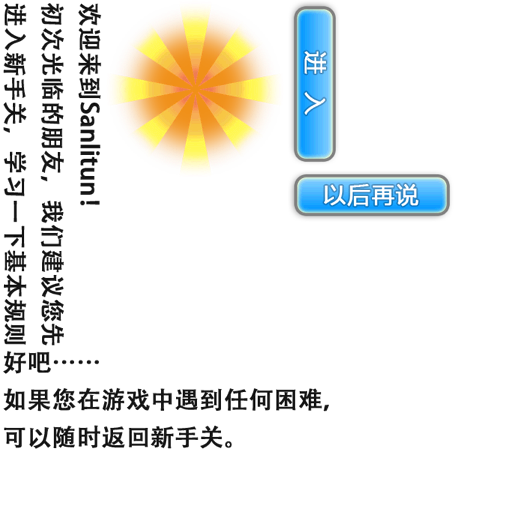 欢迎来到Sanlitun!
初次光临的朋友，我们建议您先
进入新手关，学习一下基本规则
进入
以后再说
好吧……
如果您在游戏中遇到任何困难，
可以随时返回新手关。